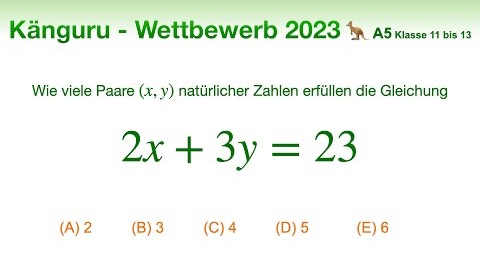 Känguru - Wettbewerb 2023 🦘 A5 Klasse 11 bis 13
Wie viele Paare (x, y) natürlicher Zahlen erfüllen die Gleichung
2x + 3y = 23
(A) 2 (B) 3 (C) 4 (D) 5 (E) 6